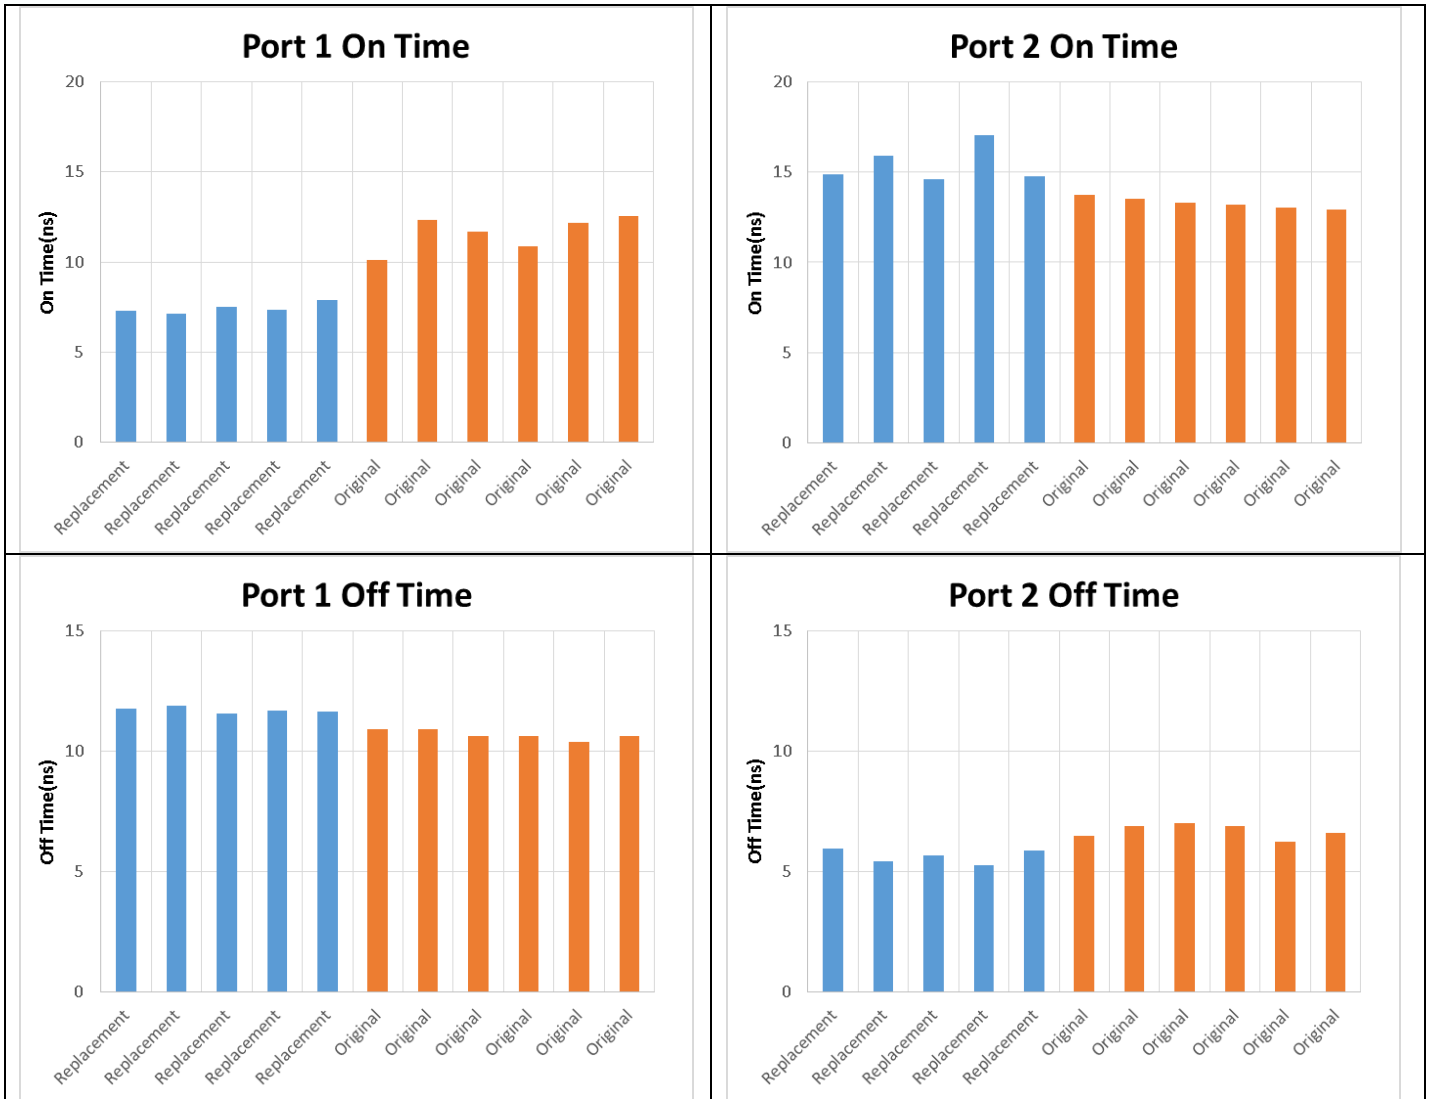 Port 1 On Time
On Time(ns)
20
15
10
5
0
Replacement
Replacement
Replacement
Replacement
Replacement
Original
Original
Original
Original
Original
Original
Port 2 On Time
On Time(ns)
20
15
10
5
0
Replacement
Replacement
Replacement
Replacement
Replacement
Original
Original
Original
Original
Original
Original
Port 1 Off Time
Off Time(ns)
15
10
5
0
Replacement
Replacement
Replacement
Replacement
Replacement
Original
Original
Original
Original
Original
Original
Port 2 Off Time
Off Time(ns)
15
10
5
0
Replacement
Replacement
Replacement
Replacement
Replacement
Original
Original
Original
Original
Original
Original